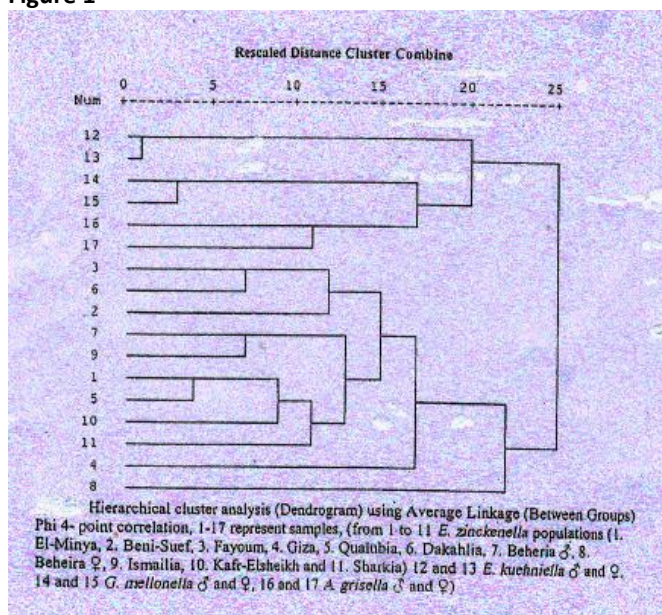 Figure 1
Rescaled Distance Cluster Combine
0 5 10 15 20 25
Num
12
13
14
15
16
17
3
6
2
7
9
1
5
10
11
4
8
Hierarchical cluster analysis (Dendrogram) using Average Linkage (Between Groups)
Phi 4- point correlation, 1-17 represent samples, (from 1 to 11 E. zinckenella populations (1.
El-Minya, 2. Beni-Suef, 3. Fayoum, 4. Giza, 5. Qualubia, 6. Dakahlia, 7. Beheria ♂, 8.
Beheira ♀, 9. Ismailia, 10. Kafr-Elsheikh and 11. Sharkia) 12 and 13 E. kuehniella ♂ and ♀,
14 and 15 G. mellonella ♂ and ♀, 16 and 17 A grisella ♂ and ♀)